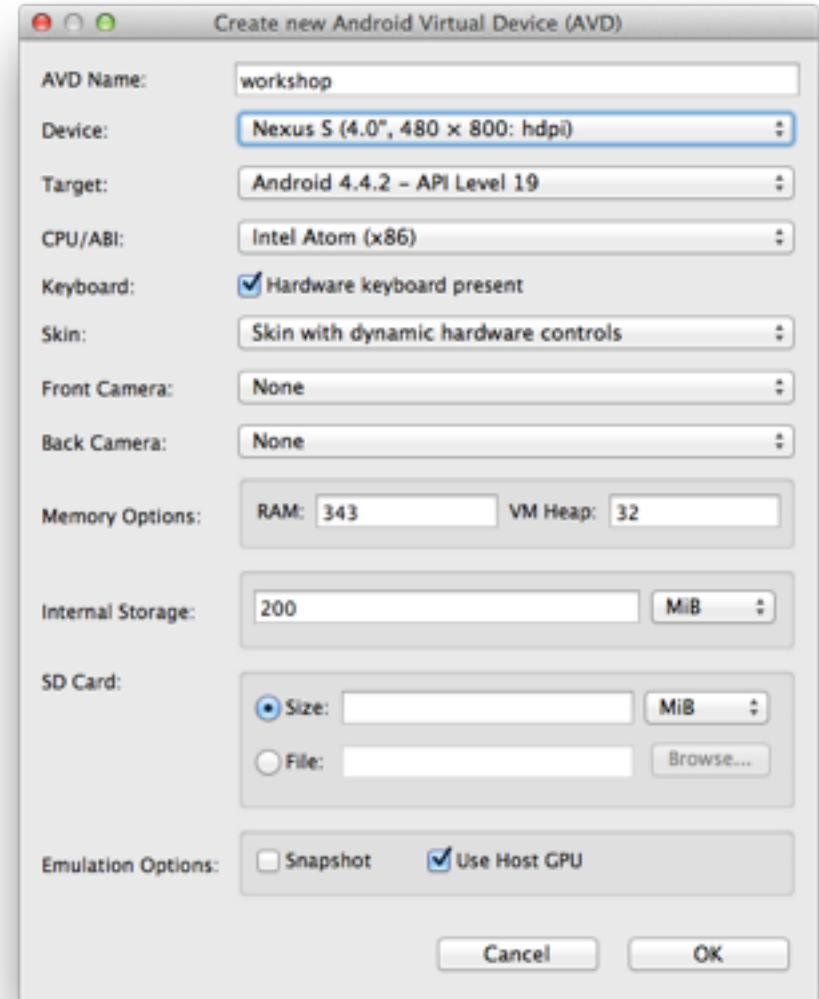 Create new Android Virtual Device (AVD)
AVD Name: workshop
Device: Nexus S (4.0", 480 × 800: hdpi)
Target: Android 4.4.2 – API Level 19
CPU/ABI: Intel Atom (x86)
Keyboard: Hardware keyboard present
Skin: Skin with dynamic hardware controls
Front Camera: None
Back Camera: None
Memory Options: RAM: 343 VM Heap: 32
Internal Storage: 200 MiB
SD Card:
Size: MiB
File: Browse...
Emulation Options: Snapshot Use Host GPU
Cancel OK